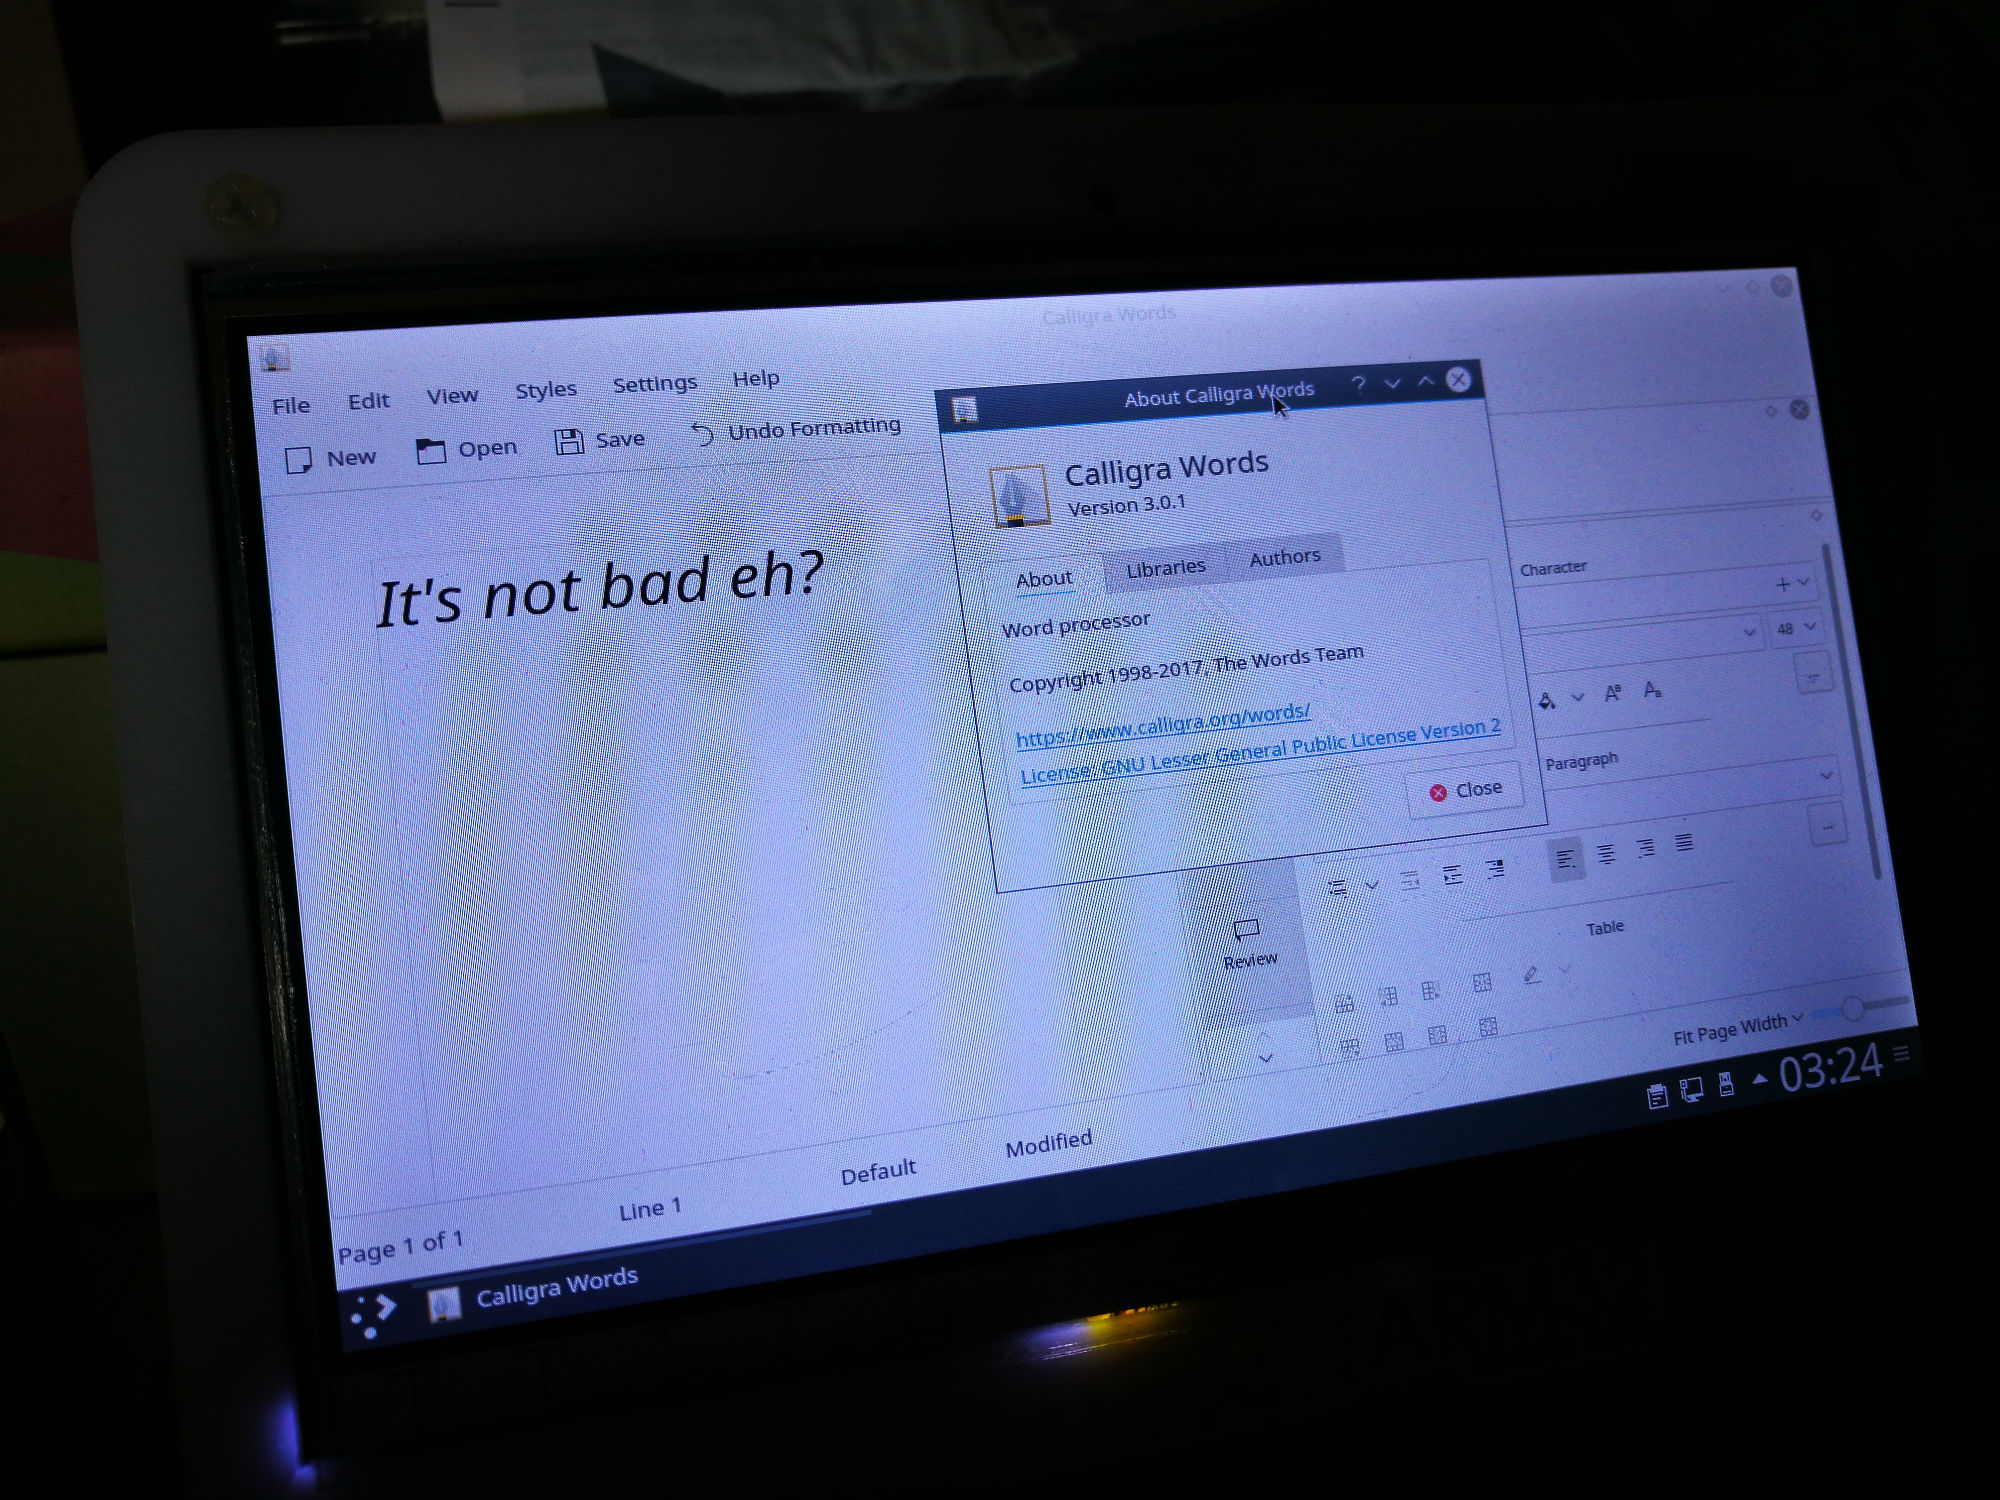 Calligra Words
File Edit View Styles Settings Help
New Open Save Undo Formatting
It's not bad eh?
About Calligra Words ?
Calligra Words
Version 3.0.1
About Libraries Authors
Word processor
Copyright 1998-2017, The Words Team
https://www.calligra.org/words/
License: GNU Lesser General Public License Version 2
Close
Character
48
Paragraph
Table
Review
Fit Page Width
Page 1 of 1 Line 1 Default Modified
Calligra Words
03:24